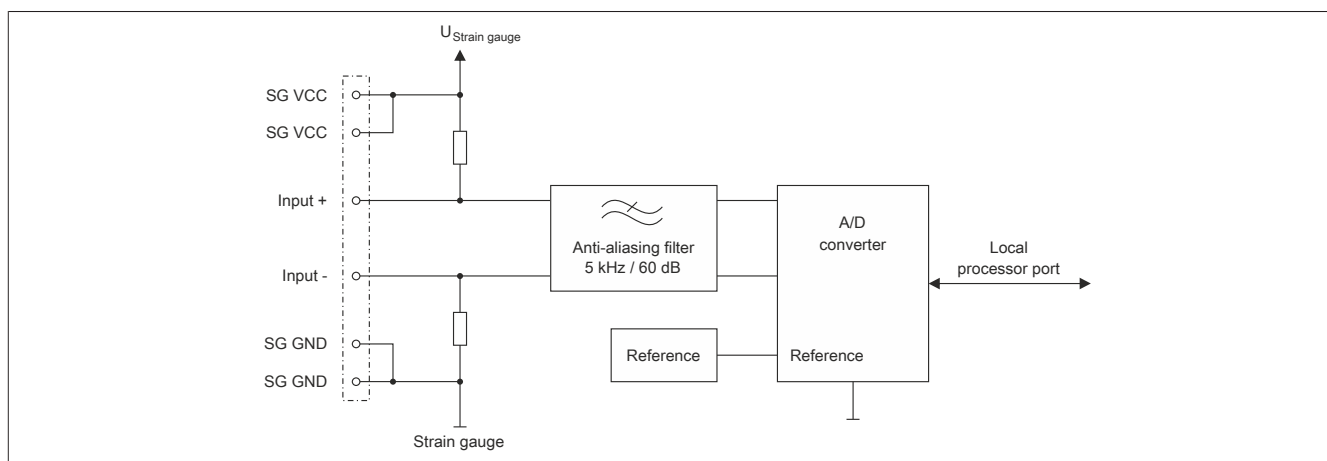 U Strain gauge
SG VCC
SG VCC
Input +
Input -
SG GND
SG GND
Strain gauge
Anti-aliasing filter
5 kHz / 60 dB
Reference
A/D
converter
Reference
Local
processor port